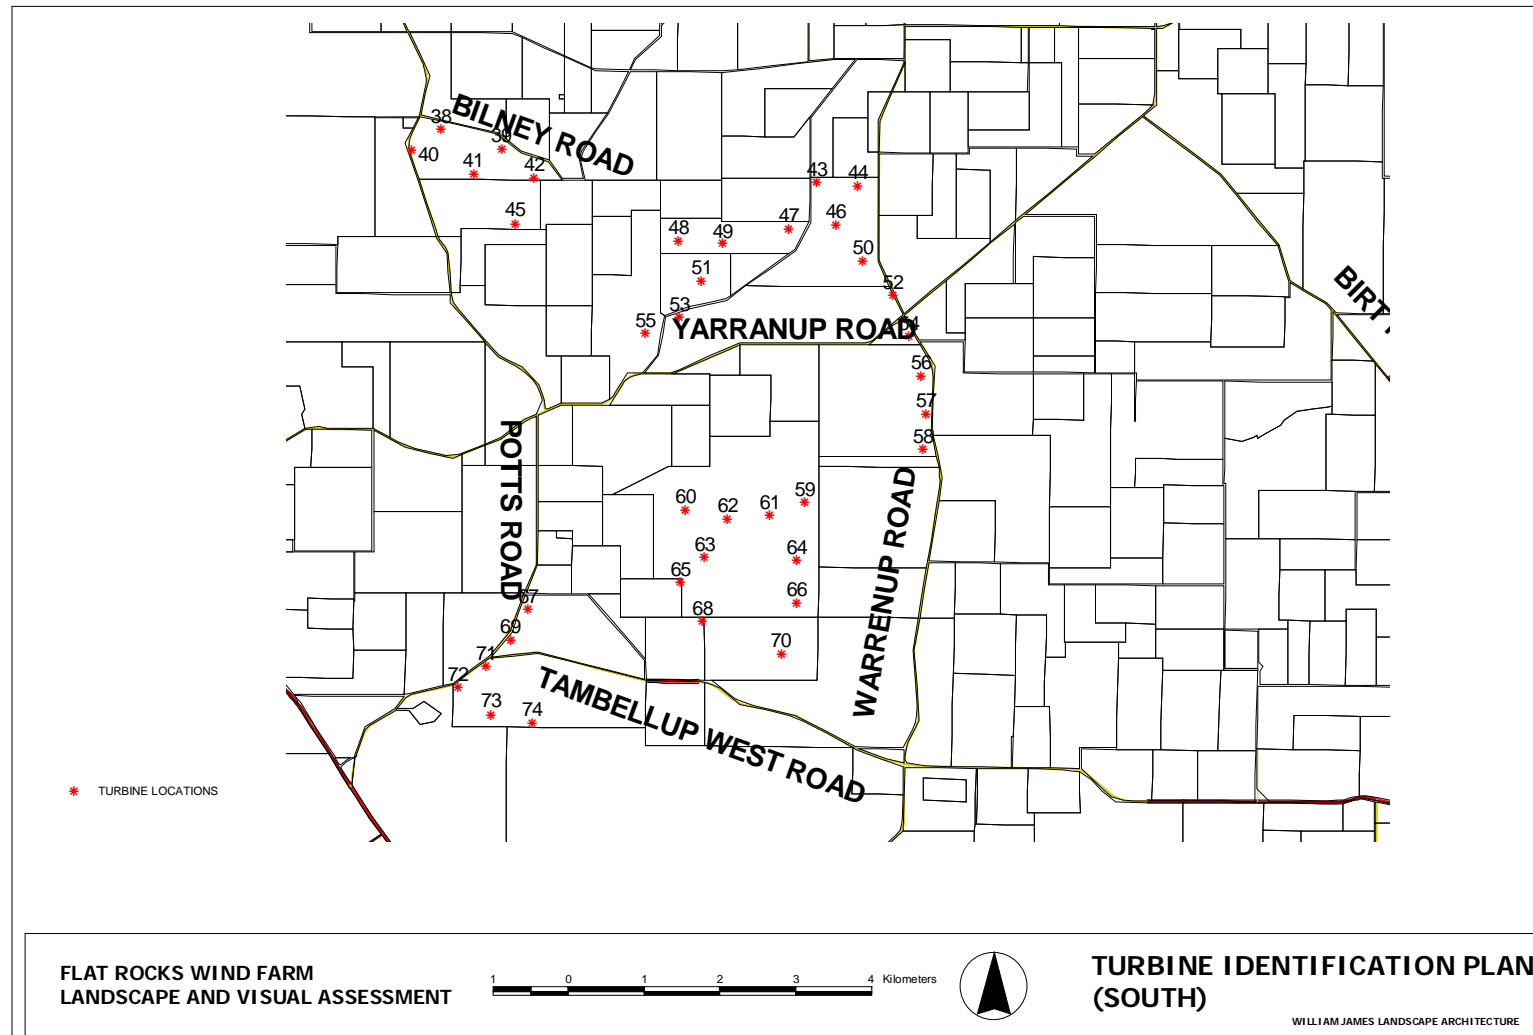 BILNEY ROAD
38
39
40
41
42
43
44
45
46
47
48
49
50
51
52
53
54
55
YARRANUP ROAD
BIRT
56
57
58
POTTS ROAD
WARRENUP ROAD
59
60
61
62
63
64
65
66
67
68
69
70
71
72
73
74
TAMBELLUP WEST ROAD
TURBINE LOCATIONS
FLAT ROCKS WIND FARM
LANDSCAPE AND VISUAL ASSESSMENT
1 0 1 2 3 4 Kilometers
TURBINE IDENTIFICATION PLAN
(SOUTH)
WILLIAM JAMES LANDSCAPE ARCHITECTURE